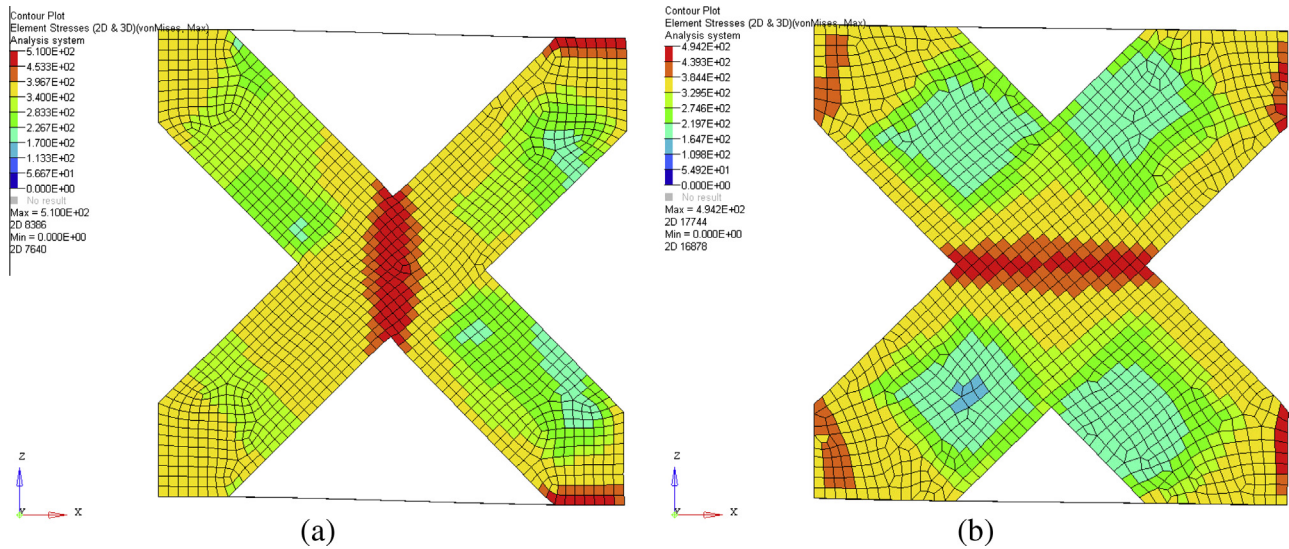 Contour Plot
Element Stresses (2D & 3D)(vonMises, Max)
Analysis system
5.100E+02
4.533E+02
3.967E+02
3.400E+02
2.833E+02
2.267E+02
1.700E+02
1.133E+02
5.667E+01
0.000E+00
No result
Max = 5.100E+02
2D 8386
Min = 0.000E+00
2D 7640
Z
Y
X
(a)
Contour Plot
Element Stresses (2D & 3D)(vonMises, Max)
Analysis system
4.942E+02
4.393E+02
3.844E+02
3.295E+02
2.746E+02
2.197E+02
1.647E+02
1.098E+02
5.492E+01
0.000E+00
No result
Max = 4.942E+02
2D 17744
Min = 0.000E+00
2D 16878
Z
Y
X
(b)